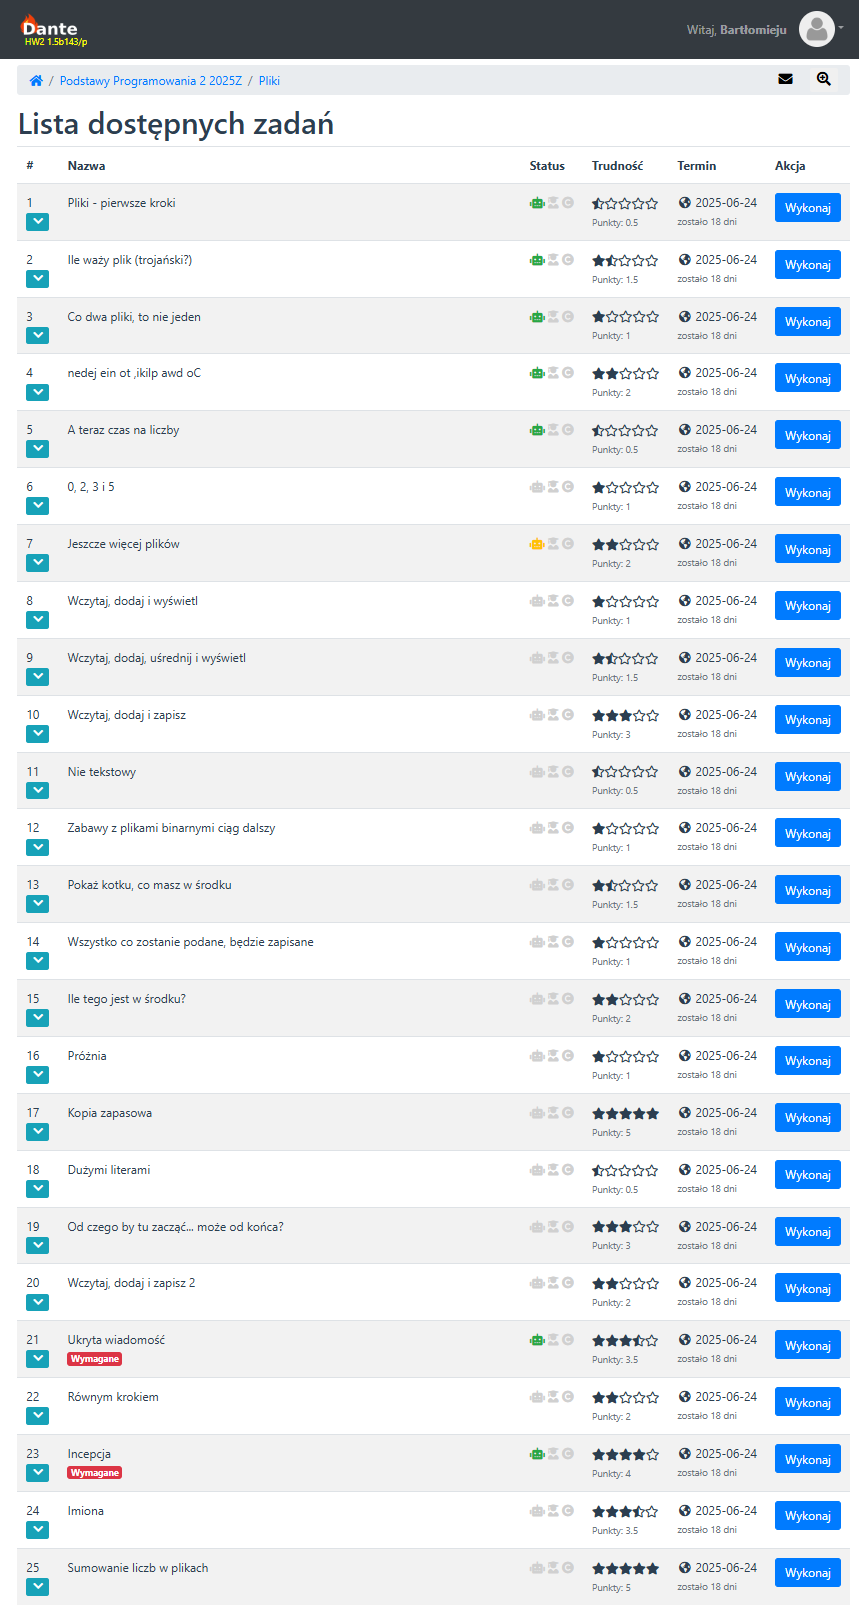 Dante
HW2 1.5b143/p
Witaj, Bartłomieju
/ Podstawy Programowania 2 2025Z / Pliki
Lista dostępnych zadań
# Nazwa Status Trudność Termin Akcja
1 Pliki - pierwsze kroki 2025-06-24 Wykonaj
Punkty: 0.5 zostało 18 dni
2 Ile waży plik (trojański?) 2025-06-24 Wykonaj
Punkty: 1.5 zostało 18 dni
3 Co dwa pliki, to nie jeden 2025-06-24 Wykonaj
Punkty: 1 zostało 18 dni
4 nedej ein ot ,ikilp awd oC 2025-06-24 Wykonaj
Punkty: 2 zostało 18 dni
5 A teraz czas na liczby 2025-06-24 Wykonaj
Punkty: 0.5 zostało 18 dni
6 0, 2, 3 i 5 2025-06-24 Wykonaj
Punkty: 1 zostało 18 dni
7 Jeszcze więcej plików 2025-06-24 Wykonaj
Punkty: 2 zostało 18 dni
8 Wczytaj, dodaj i wyświetl 2025-06-24 Wykonaj
Punkty: 1 zostało 18 dni
9 Wczytaj, dodaj, uśrednij i wyświetl 2025-06-24 Wykonaj
Punkty: 1.5 zostało 18 dni
10 Wczytaj, dodaj i zapisz 2025-06-24 Wykonaj
Punkty: 3 zostało 18 dni
11 Nie tekstowy 2025-06-24 Wykonaj
Punkty: 0.5 zostało 18 dni
12 Zabawy z plikami binarnymi ciąg dalszy 2025-06-24 Wykonaj
Punkty: 1 zostało 18 dni
13 Pokaż kotku, co masz w środku 2025-06-24 Wykonaj
Punkty: 1.5 zostało 18 dni
14 Wszystko co zostanie podane, będzie zapisane 2025-06-24 Wykonaj
Punkty: 1 zostało 18 dni
15 Ile tego jest w środku? 2025-06-24 Wykonaj
Punkty: 2 zostało 18 dni
16 Próżnia 2025-06-24 Wykonaj
Punkty: 1 zostało 18 dni
17 Kopia zapasowa 2025-06-24 Wykonaj
Punkty: 5 zostało 18 dni
18 Dużymi literami 2025-06-24 Wykonaj
Punkty: 0.5 zostało 18 dni
19 Od czego by tu zacząć... może od końca? 2025-06-24 Wykonaj
Punkty: 3 zostało 18 dni
20 Wczytaj, dodaj i zapisz 2 2025-06-24 Wykonaj
Punkty: 2 zostało 18 dni
21 Ukryta wiadomość 2025-06-24 Wykonaj
Wymagane Punkty: 3.5 zostało 18 dni
22 Równym krokiem 2025-06-24 Wykonaj
Punkty: 2 zostało 18 dni
23 Incepcja 2025-06-24 Wykonaj
Wymagane Punkty: 4 zostało 18 dni
24 Imiona 2025-06-24 Wykonaj
Punkty: 3.5 zostało 18 dni
25 Sumowanie liczb w plikach 2025-06-24 Wykonaj
Punkty: 5 zostało 18 dni